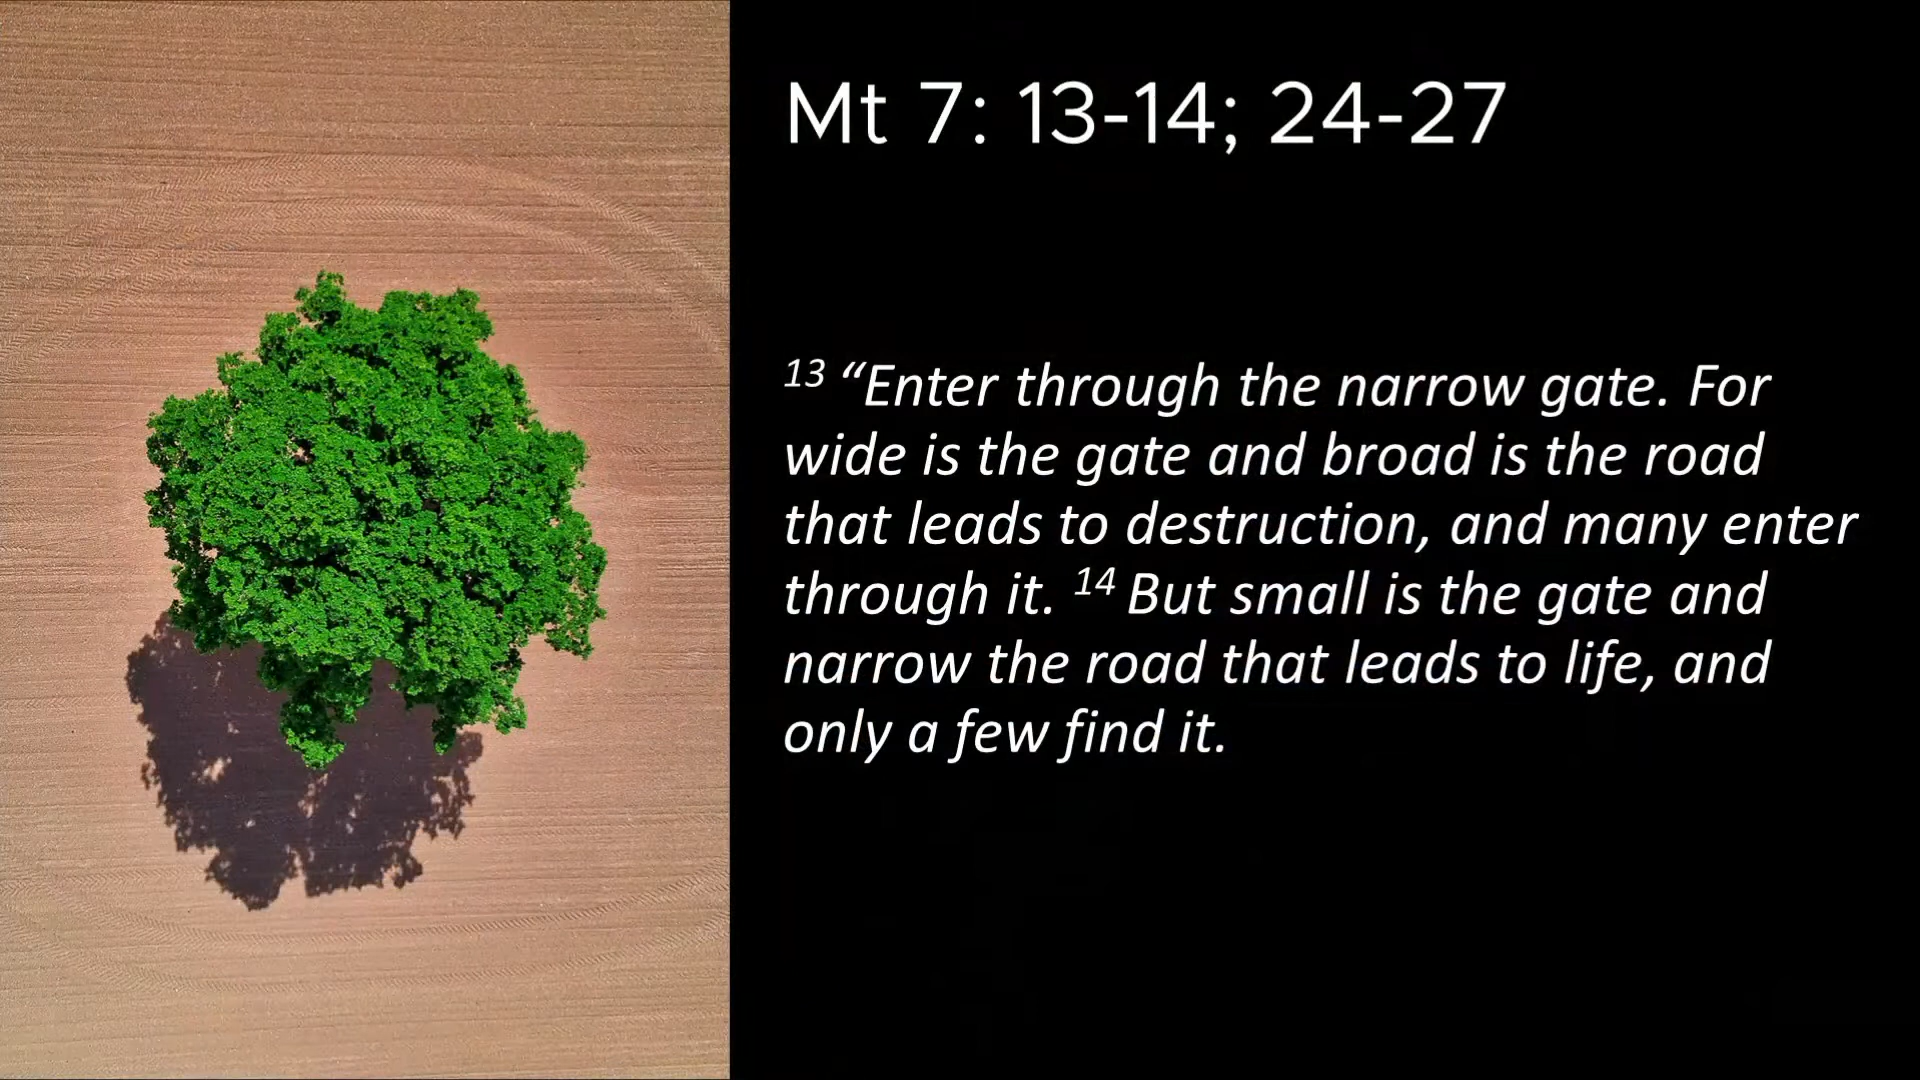 Mt 7: 13-14; 24-27
13 “Enter through the narrow gate. For
wide is the gate and broad is the road
that leads to destruction, and many enter
through it. 14 But small is the gate and
narrow the road that leads to life, and
only a few find it.